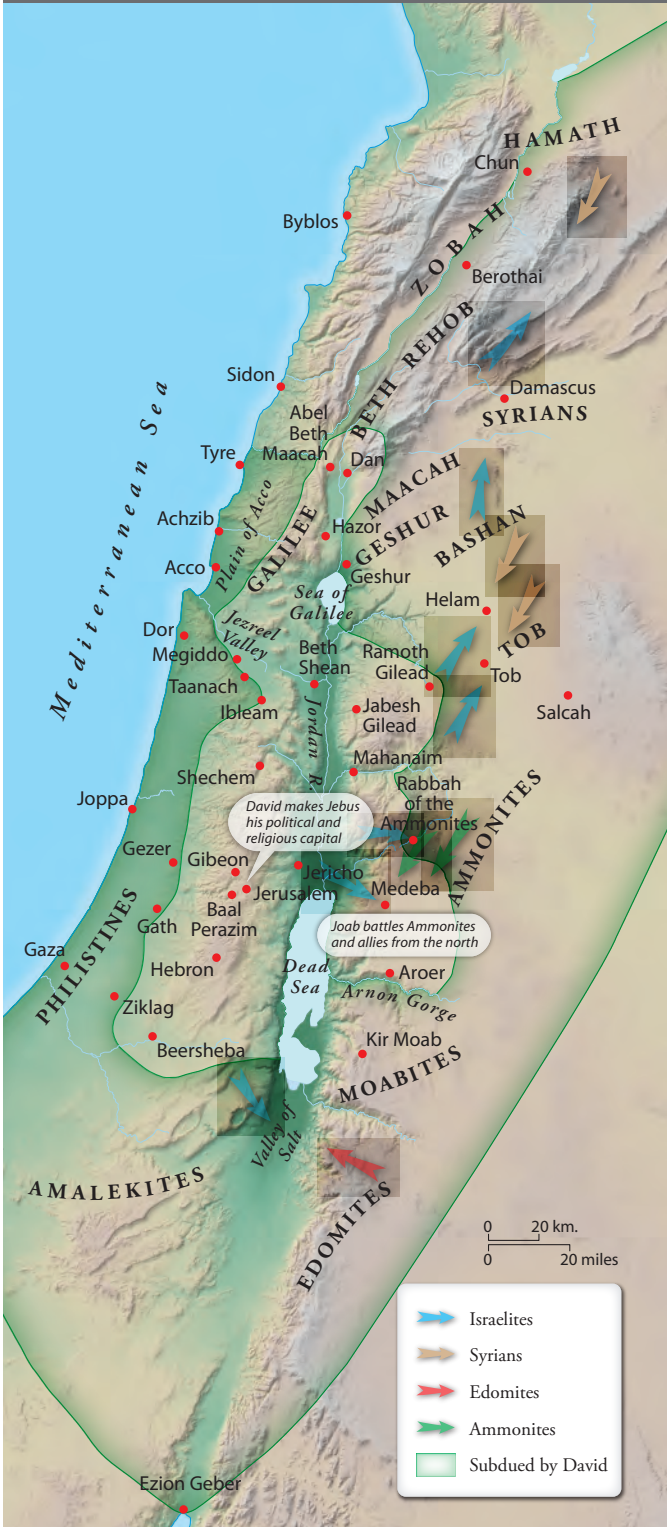 HAMATH
Chun
ZOBAH
Byblos
Berothai
BETH REHOB
Sidon
Damascus
SYRIANS
Abel
Beth
Maacah
Dan
MAACAH
Tyre
Mediterranean Sea
Plain of Acco
Achzib
GALILEE
Hazor
GESHUR
BASHAN
Acco
Geshur
Sea of
Galilee
Helam
TOB
Dor
Jezreel
Valley
Megiddo
Beth
Shean
Ramoth
Gilead
Tob
Taanach
Ibleam
Jordan R.
Jabesh
Gilead
Salcah
Shechem
Mahanaim
Joppa
David makes Jebus
his political and
religious capital
Rabbah
of the
Ammonites
AMMONITES
Gezer
Gibeon
Jericho
Jerusalem
Medeba
Baal
Perazim
Gath
PHILISTINES
Joab battles Ammonites
and allies from the north
Gaza
Hebron
Dead
Sea
Aroer
Arnon Gorge
Ziklag
Beersheba
Kir Moab
MOABITES
Valley of
Salt
AMALEKITES
EDOMITES
0 20 km.
0 20 miles
Israelites
Syrians
Edomites
Ammonites
Subdued by David
Ezion Geber